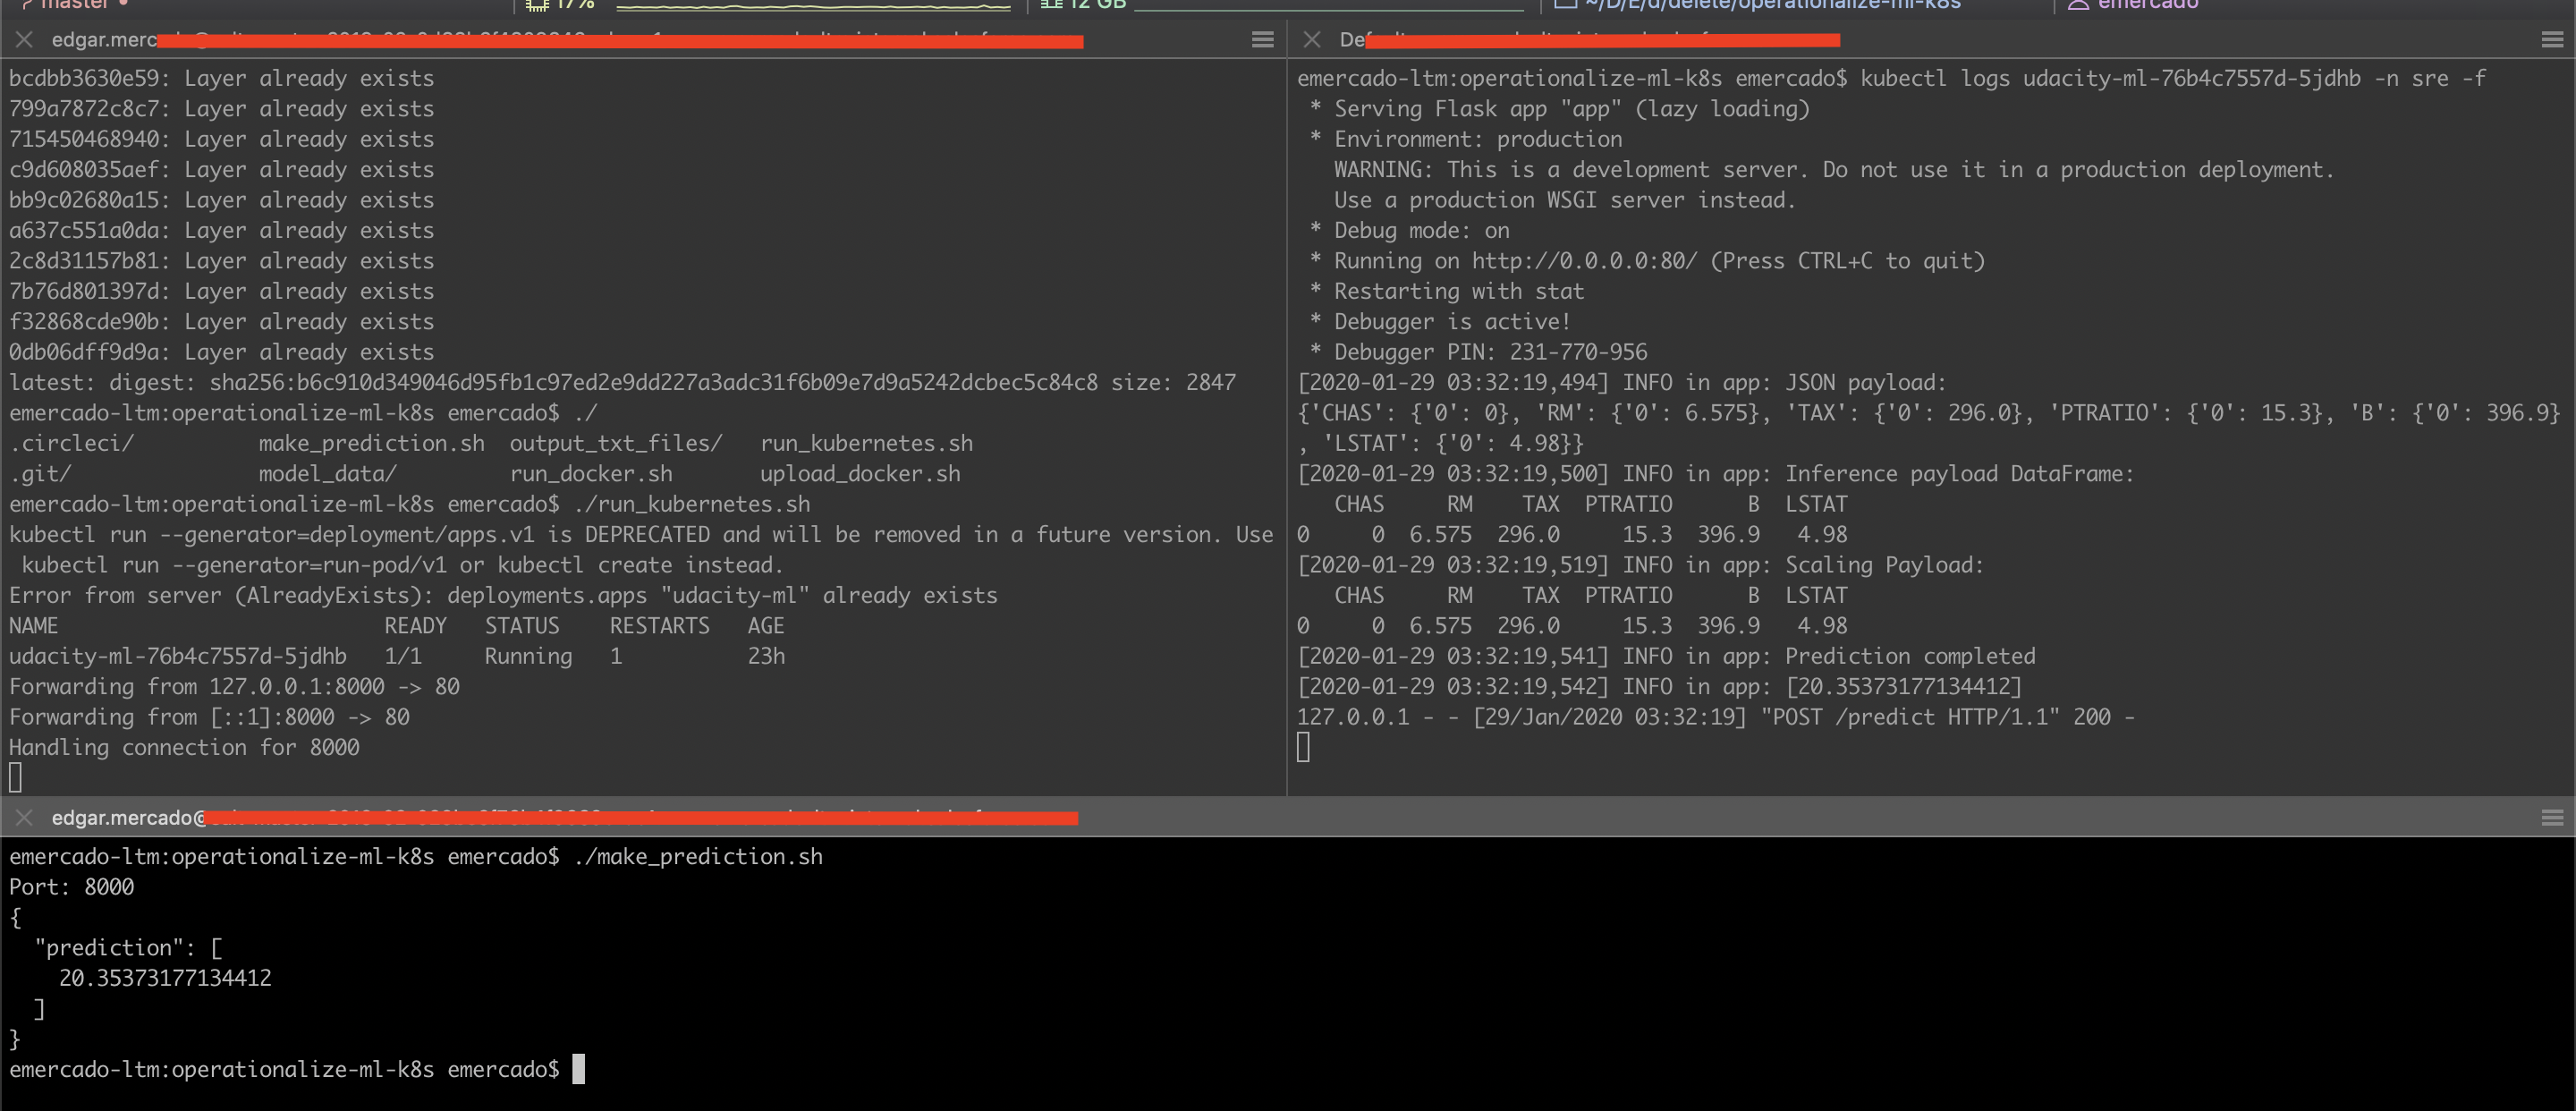 master
17%
12 GB
~/D/E/d/delete/operationalize-ml-k8s
emercado
edgar.merc
bcdbb3630e59: Layer already exists
799a7872c8c7: Layer already exists
715450468940: Layer already exists
c9d608035aef: Layer already exists
bb9c02680a15: Layer already exists
a637c551a0da: Layer already exists
2c8d31157b81: Layer already exists
7b76d801397d: Layer already exists
f32868cde90b: Layer already exists
0db06dff9d9a: Layer already exists
latest: digest: sha256:b6c910d349046d95fb1c97ed2e9dd227a3adc31f6b09e7d9a5242dcbec5c84c8 size: 2847
emercado-ltm:operationalize-ml-k8s emercado$ ./
.circleci/ make_prediction.sh output_txt_files/ run_kubernetes.sh
.git/ model_data/ run_docker.sh upload_docker.sh
emercado-ltm:operationalize-ml-k8s emercado$ ./run_kubernetes.sh
kubectl run --generator=deployment/apps.v1 is DEPRECATED and will be removed in a future version. Use
kubectl run --generator=run-pod/v1 or kubectl create instead.
Error from server (AlreadyExists): deployments.apps "udacity-ml" already exists
NAME READY STATUS RESTARTS AGE
udacity-ml-76b4c7557d-5jdhb 1/1 Running 1 23h
Forwarding from 127.0.0.1:8000 -> 80
Forwarding from [::1]:8000 -> 80
Handling connection for 8000
De
emercado-ltm:operationalize-ml-k8s emercado$ kubectl logs udacity-ml-76b4c7557d-5jdhb -n sre -f
* Serving Flask app "app" (lazy loading)
* Environment: production
WARNING: This is a development server. Do not use it in a production deployment.
Use a production WSGI server instead.
* Debug mode: on
* Running on http://0.0.0.0:80/ (Press CTRL+C to quit)
* Restarting with stat
* Debugger is active!
* Debugger PIN: 231-770-956
[2020-01-29 03:32:19,494] INFO in app: JSON payload:
{'CHAS': {'0': 0}, 'RM': {'0': 6.575}, 'TAX': {'0': 296.0}, 'PTRATIO': {'0': 15.3}, 'B': {'0': 396.9}
, 'LSTAT': {'0': 4.98}}
[2020-01-29 03:32:19,500] INFO in app: Inference payload DataFrame:
CHAS RM TAX PTRATIO B LSTAT
0 0 6.575 296.0 15.3 396.9 4.98
[2020-01-29 03:32:19,519] INFO in app: Scaling Payload:
CHAS RM TAX PTRATIO B LSTAT
0 0 6.575 296.0 15.3 396.9 4.98
[2020-01-29 03:32:19,541] INFO in app: Prediction completed
[2020-01-29 03:32:19,542] INFO in app: [20.35373177134412]
127.0.0.1 - - [29/Jan/2020 03:32:19] "POST /predict HTTP/1.1" 200 -
edgar.mercado@
emercado-ltm:operationalize-ml-k8s emercado$ ./make_prediction.sh
Port: 8000
{
"prediction": [
20.35373177134412
]
}
emercado-ltm:operationalize-ml-k8s emercado$